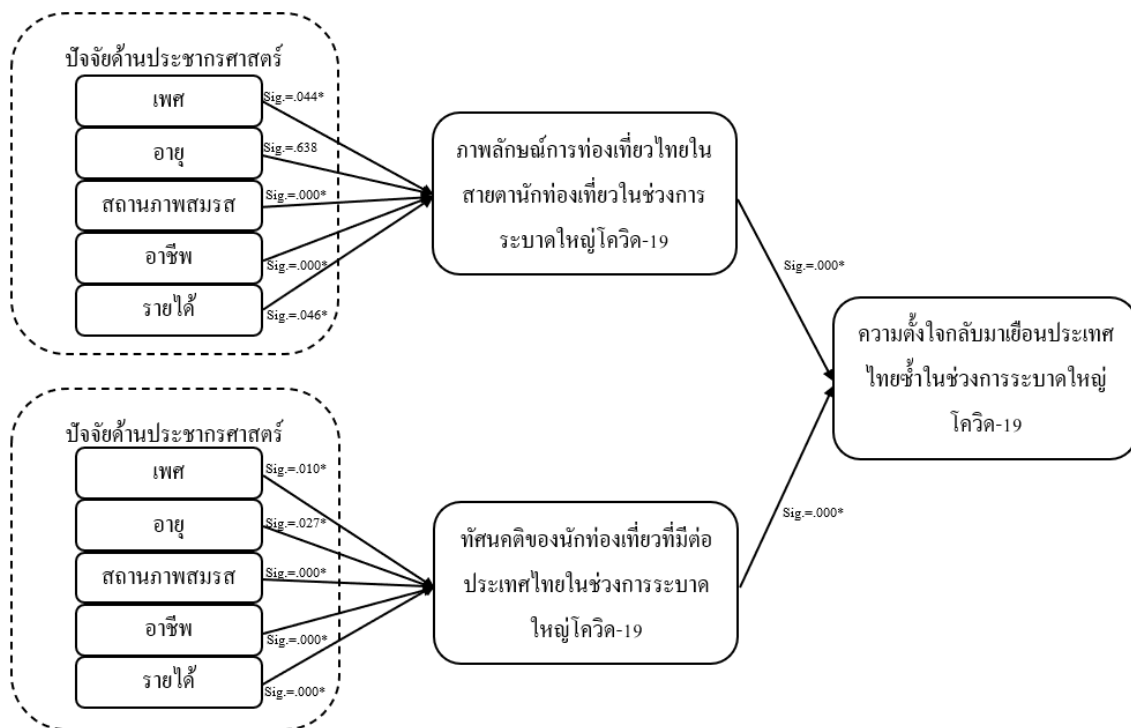 ปัจจัยด้านประชากรศาสตร์
เพศ
Sig.=.044*
อายุ
Sig.=.638
สถานภาพสมรส
Sig.=.000*
อาชีพ
Sig.=.000*
รายได้
Sig.=.046*
ภาพลักษณ์การท่องเที่ยวไทยใน
สายตานักท่องเที่ยวในช่วงการ
ระบาดใหญ่โควิด-19
Sig.=.000*
ปัจจัยด้านประชากรศาสตร์
เพศ
Sig.=.010*
อายุ
Sig.=.027*
สถานภาพสมรส
Sig.=.000*
อาชีพ
Sig.=.000*
รายได้
Sig.=.000*
ทัศนคติของนักท่องเที่ยวที่มีต่อ
ประเทศไทยในช่วงการระบาด
ใหญ่โควิด-19
Sig.=.000*
ความตั้งใจกลับมาเยือนประเทศ
ไทยซ้ำในช่วงการระบาดใหญ่
โควิด-19